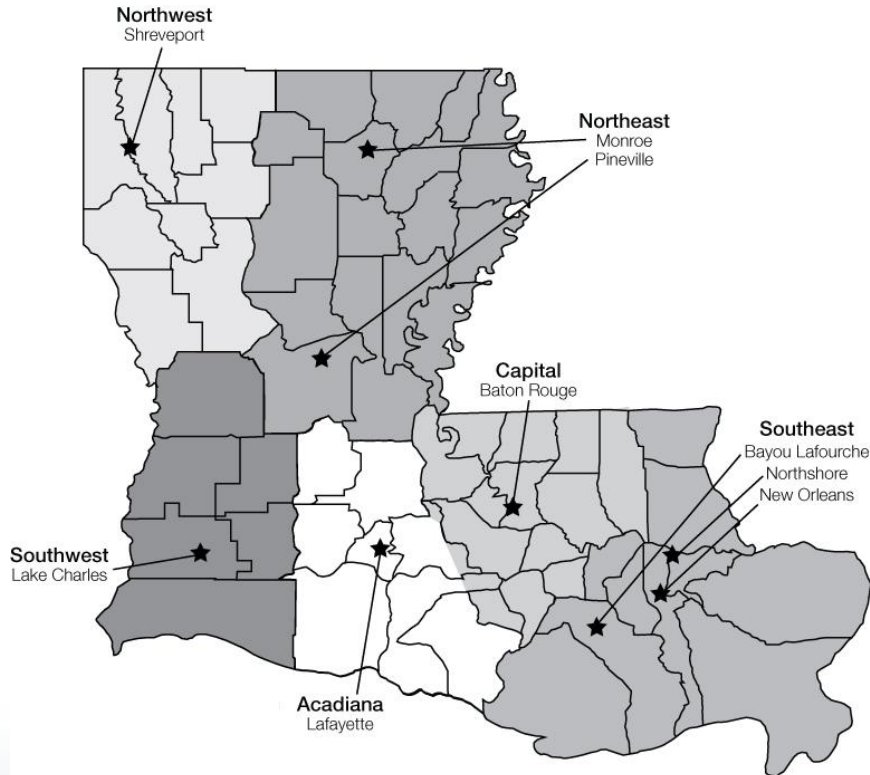 Northwest
Shreveport
Northeast
Monroe
Pineville
Capital
Baton Rouge
Southeast
Bayou Lafourche
Northshore
New Orleans
Southwest
Lake Charles
Acadiana
Lafayette